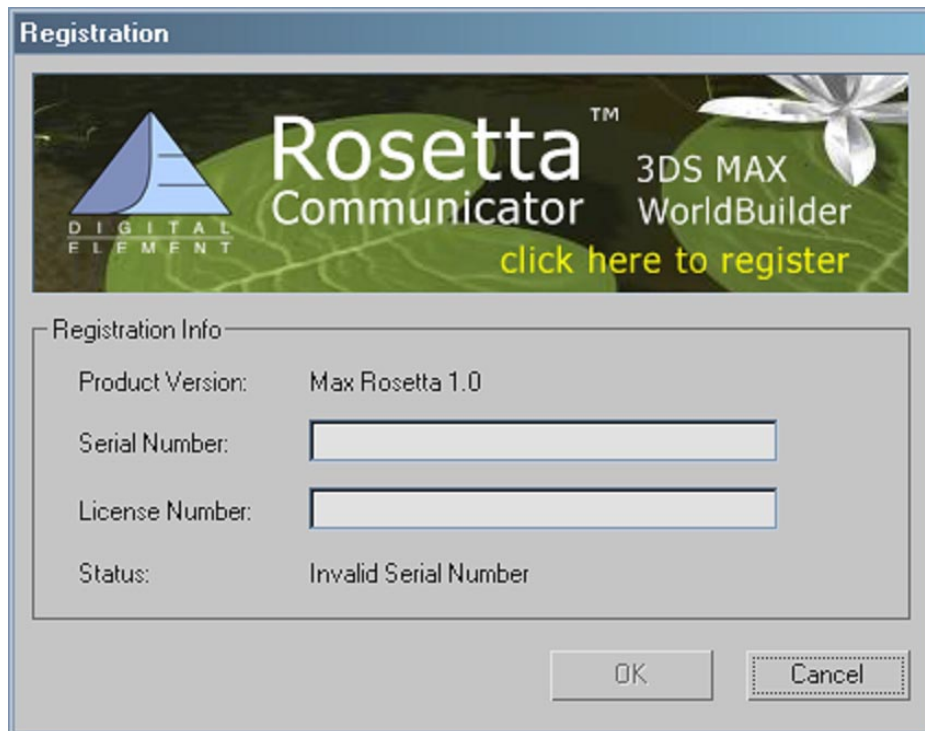 Registration
Rosetta™
Communicator
3DS MAX
WorldBuilder
DIGITAL
ELEMENT
click here to register
Registration Info
Product Version: Max Rosetta 1.0
Serial Number:
License Number:
Status: Invalid Serial Number
OK Cancel